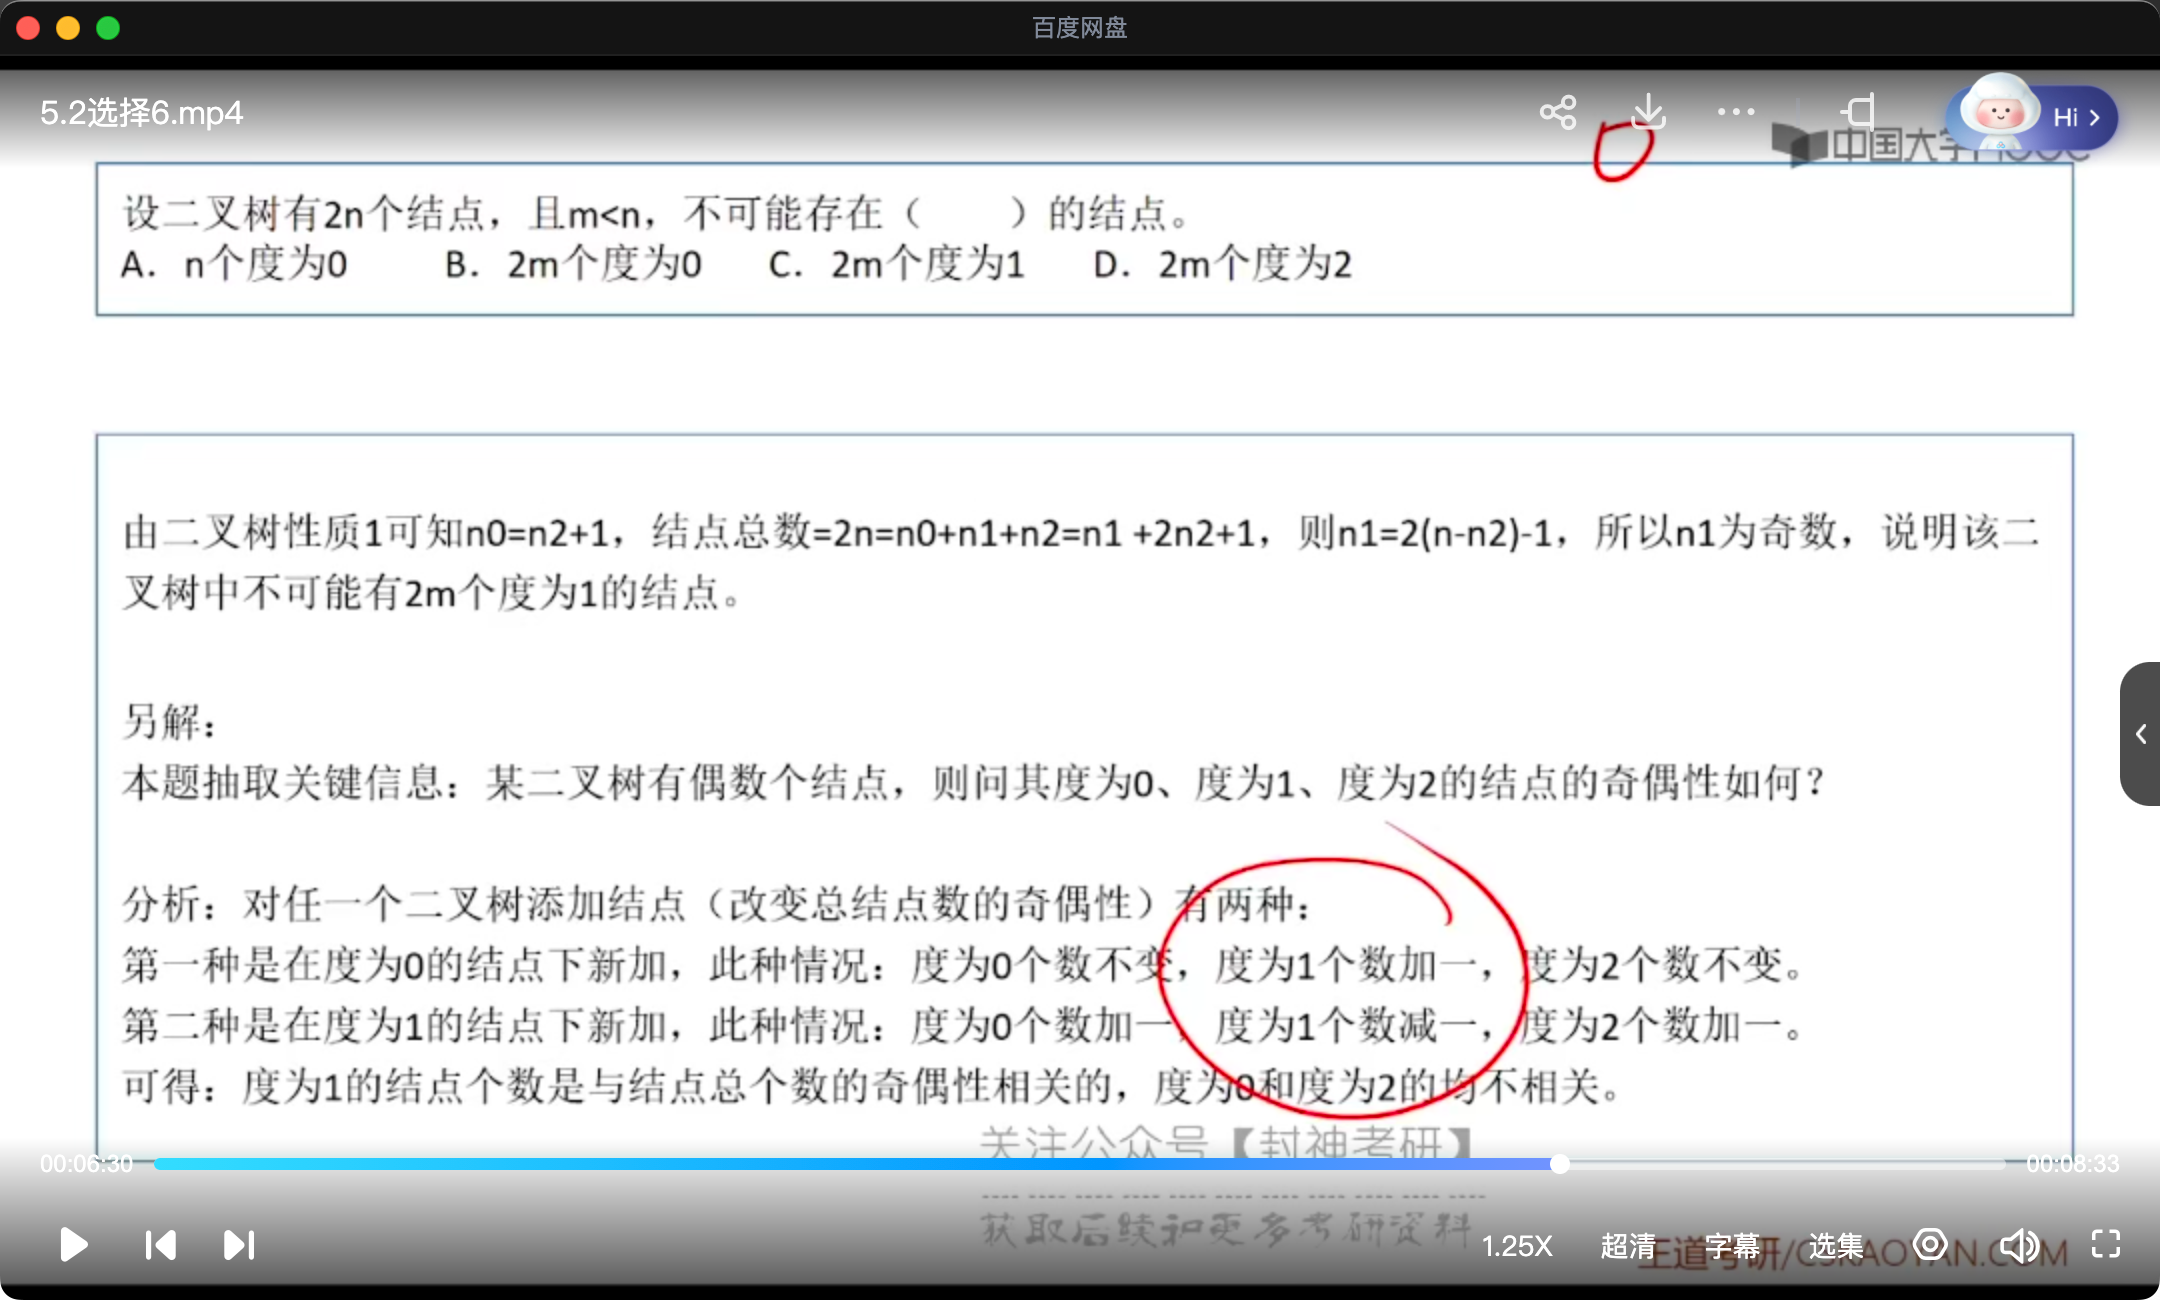 百度网盘
5.2选择6.mp4
Hi
中国大学MOOC
设二叉树有2n个结点，且m<n，不可能存在（　　）的结点。
A．n个度为0　B．2m个度为0　C．2m个度为1　D．2m个度为2
由二叉树性质1可知n0=n2+1，结点总数=2n=n0+n1+n2=n1 +2n2+1，则n1=2(n-n2)-1，所以n1为奇数，说明该二
叉树中不可能有2m个度为1的结点。
另解：
本题抽取关键信息：某二叉树有偶数个结点，则问其度为0、度为1、度为2的结点的奇偶性如何？
分析：对任一个二叉树添加结点（改变总结点数的奇偶性）有两种：
第一种是在度为0的结点下新加，此种情况：度为0个数不变，度为1个数加一，度为2个数不变。
第二种是在度为1的结点下新加，此种情况：度为0个数加一，度为1个数减一，度为2个数加一。
可得：度为1的结点个数是与结点总个数的奇偶性相关的，度为0和度为2的均不相关。
关注公众号【封神考研】
00:06:30
00:08:33
获取后续和更多考研资料
1.25X 超清 字幕 选集
王道考研/CSKAOYAN.COM